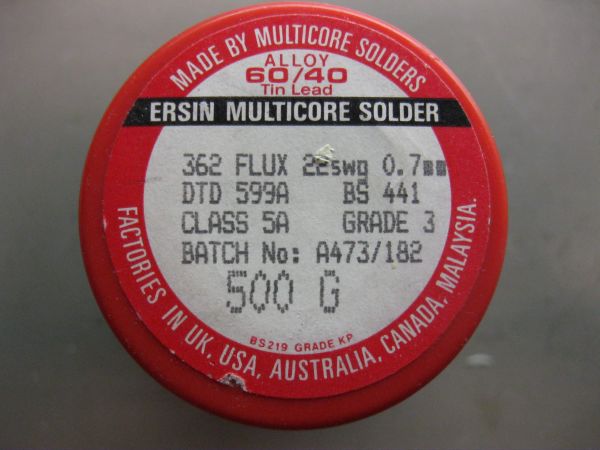 MADE BY MULTICORE SOLDERS
ALLOY
60/40
Tin Lead
ERSIN MULTICORE SOLDER
362 FLUX 22swg 0.7mm
DTD 599A BS 441
CLASS 5A GRADE 3
BATCH No: A473/182
500 G
BS219 GRADE KP
FACTORIES IN UK, USA, AUSTRALIA, CANADA, MALAYSIA.